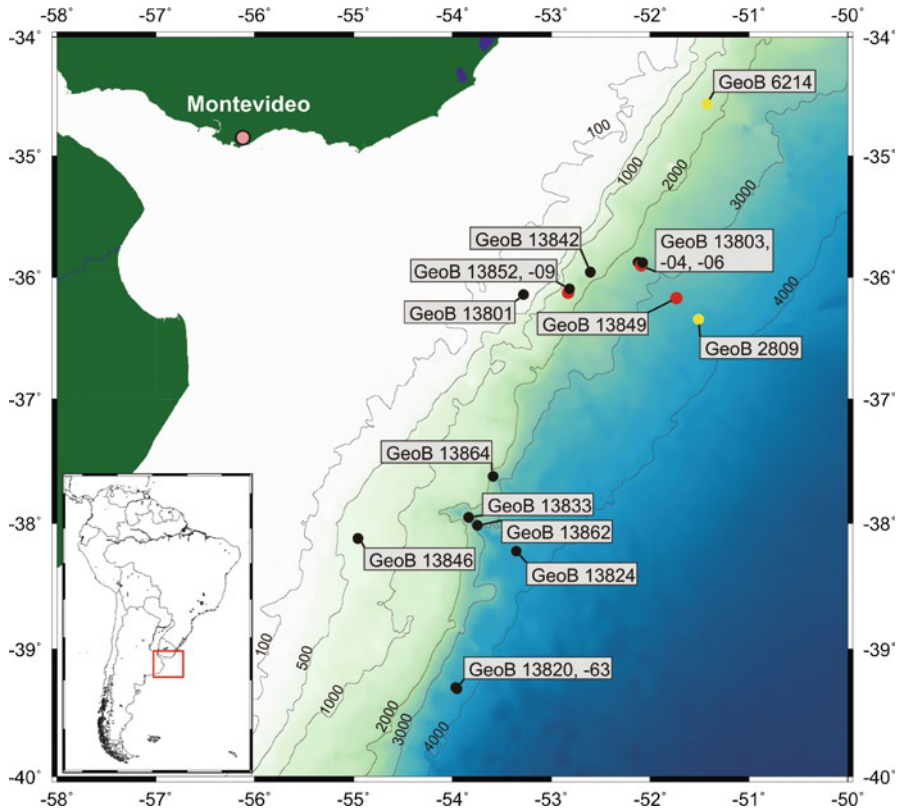 -58° -57° -56° -55° -54° -53° -52° -51° -50°
-34° -34°
GeoB 6214
Montevideo
100
1000
2000
3000
-35° -35°
GeoB 13842
GeoB 13803,
-04, -06
GeoB 13852, -09
-36° -36°
4000
GeoB 13801
GeoB 13849
GeoB 2809
-37° -37°
GeoB 13864
GeoB 13833
GeoB 13862
-38° -38°
GeoB 13846
GeoB 13824
100
500
1000
2000
3000
4000
-39° -39°
GeoB 13820, -63
-40° -40°
-58° -57° -56° -55° -54° -53° -52° -51° -50°